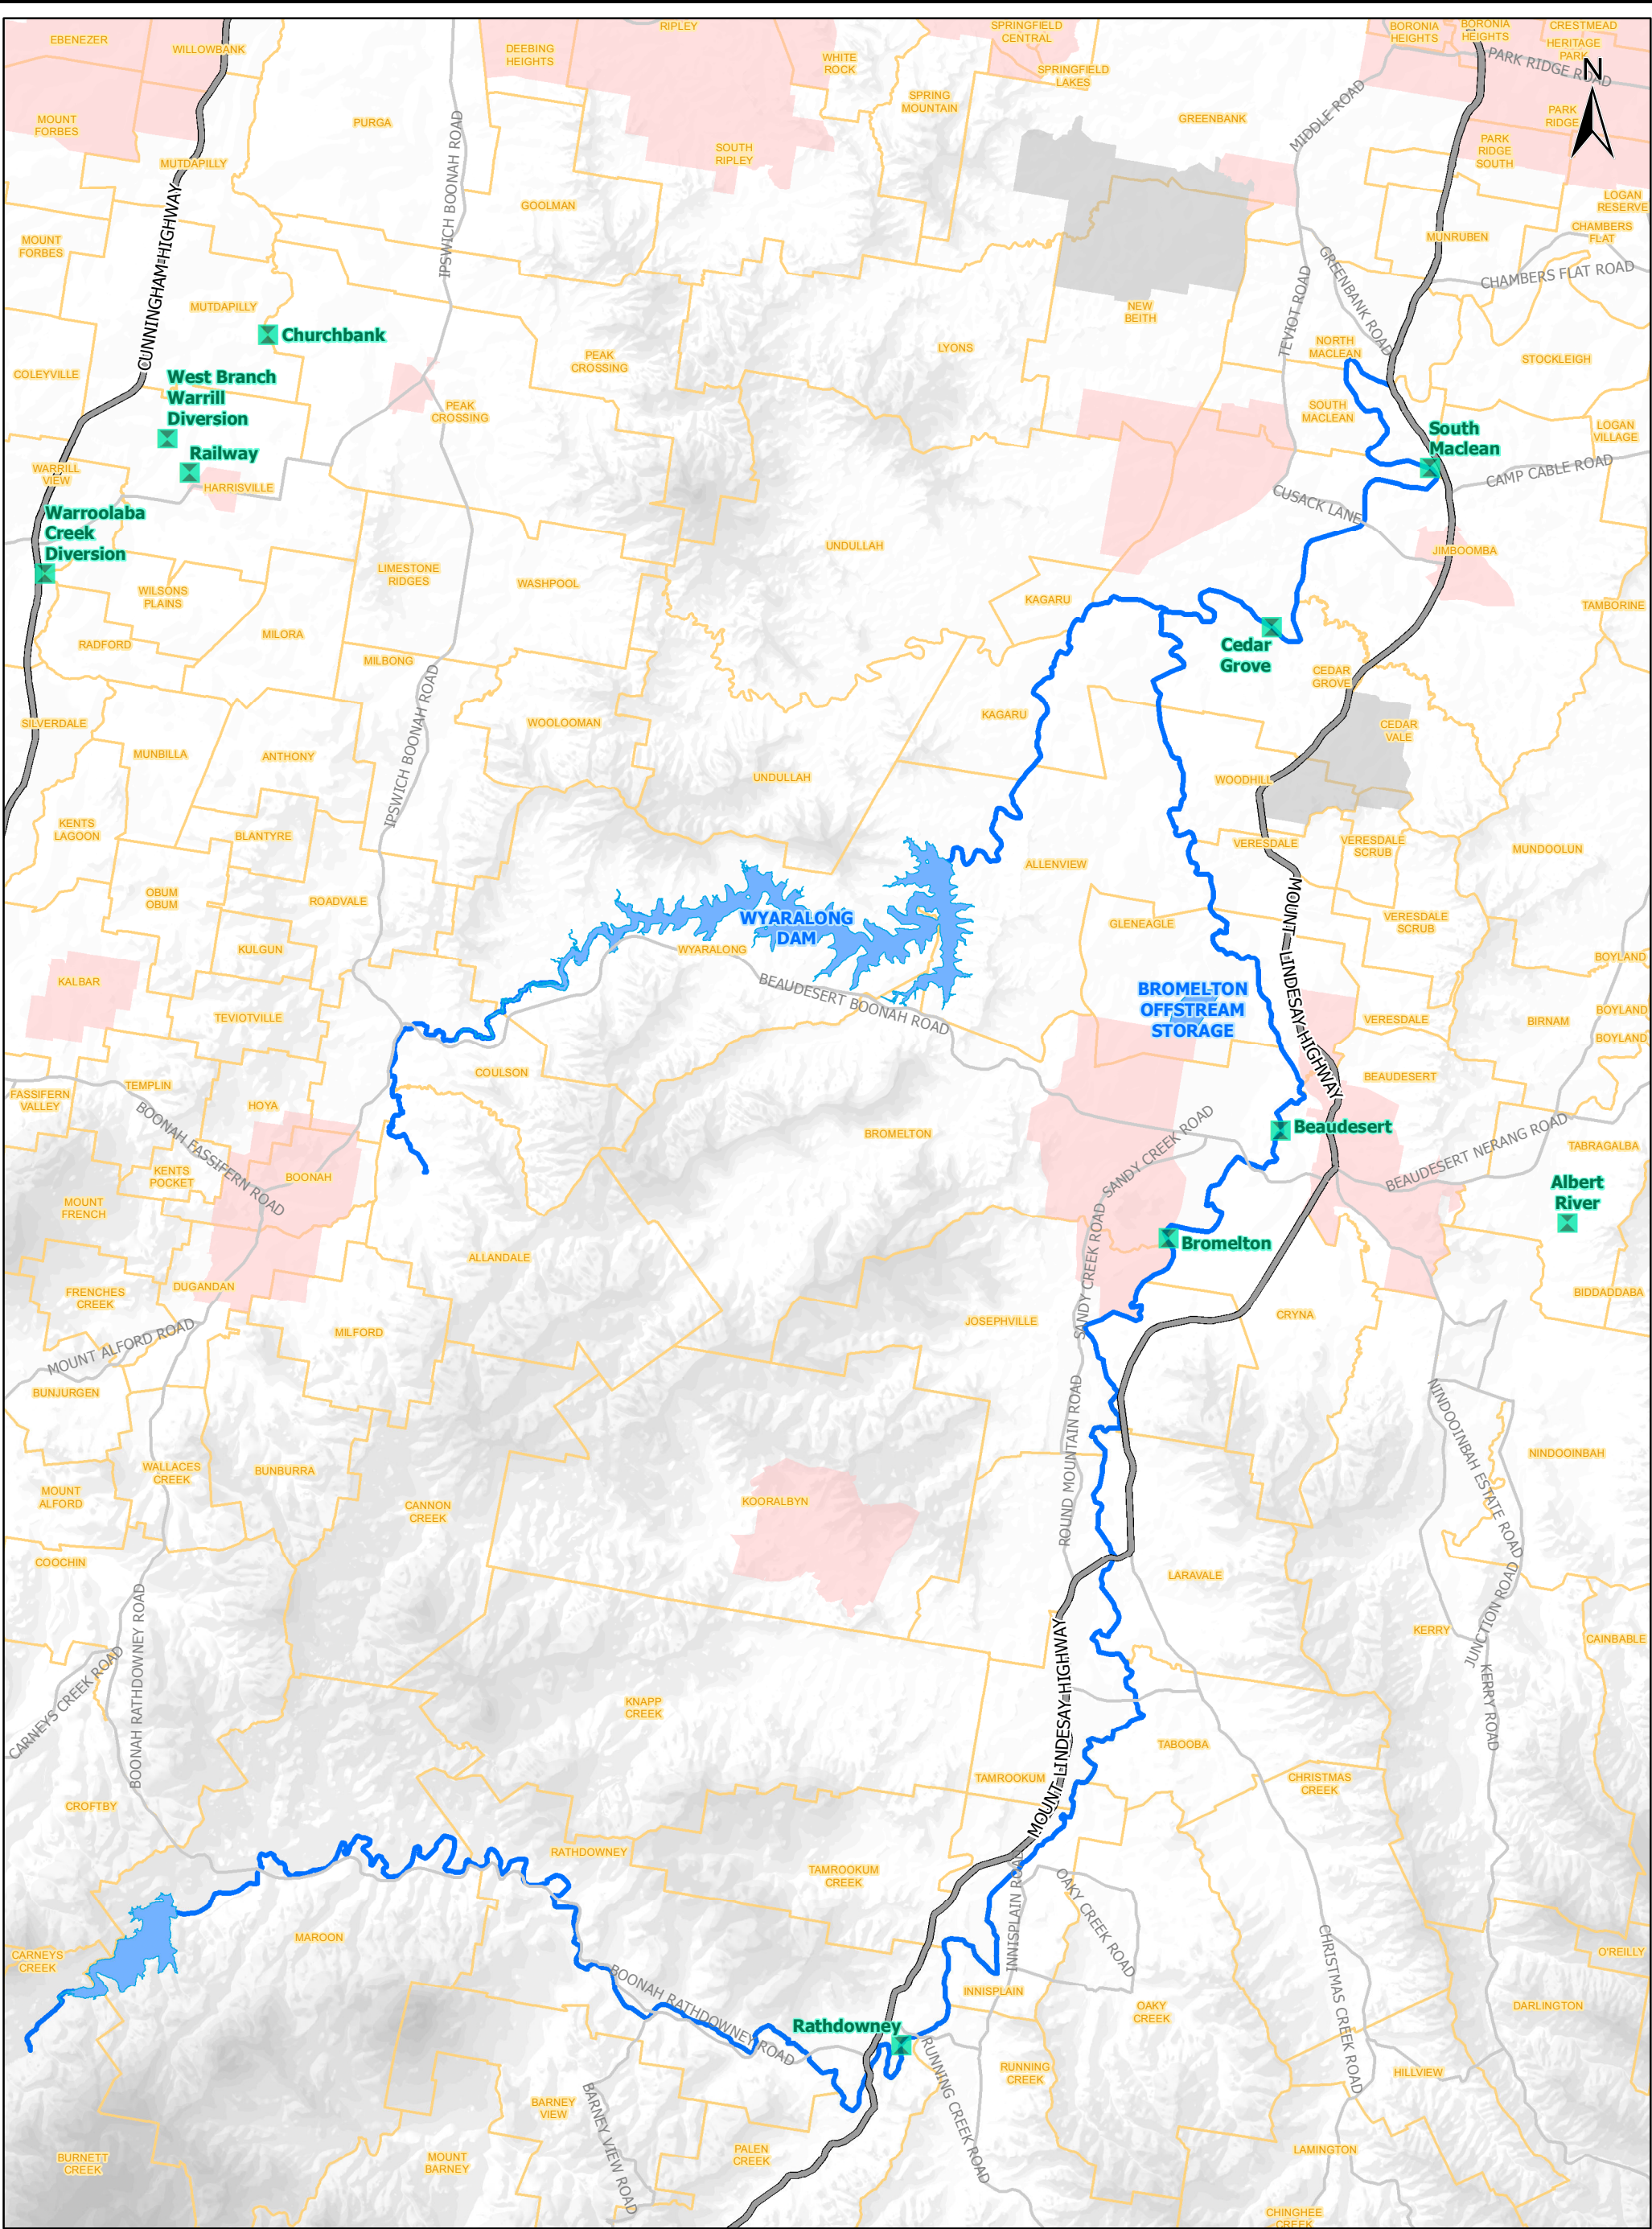 RIPLEY
EBENEZER
WILLOWBANK
DEEBING
HEIGHTS
WHITE
ROCK
SPRINGFIELD
CENTRAL
SPRINGFIELD
LAKES
BORONIA
HEIGHTS
BORONIA
HEIGHTS
CRESTMEAD
HERITAGE
PARK
N
PARK RIDGE ROAD
MIDDLE ROAD
SPRING
MOUNTAIN
GREENBANK
PARK
RIDGE
MOUNT
FORBES
PURGA
SOUTH
RIPLEY
PARK
RIDGE
SOUTH
MUTDAPILLY
IPSWICH BOONAH ROAD
CUNNINGHAM HIGHWAY
GOOLMAN
LOGAN
RESERVE
MOUNT
FORBES
MUNRUBEN
CHAMBERS
FLAT
CHAMBERS FLAT ROAD
GREENBANK ROAD
TEVIOT ROAD
MUTDAPILLY
NEW
BEITH
Churchbank
LYONS
NORTH
MACLEAN
STOCKLEIGH
PEAK
CROSSING
COLEYVILLE
West Branch
Warrill
Diversion
PEAK
CROSSING
SOUTH
MACLEAN
South
Maclean
LOGAN
VILLAGE
Railway
WARRILL
VIEW
HARRISVILLE
CAMP CABLE ROAD
CUSACK LANE
Warroolaba
Creek
Diversion
UNDULLAH
JIMBOOMBA
LIMESTONE
RIDGES
WASHPOOL
WILSONS
PLAINS
KAGARU
TAMBORINE
MILORA
RADFORD
Cedar
Grove
MILBONG
CEDAR
GROVE
IPSWICH BOONAH ROAD
KAGARU
SILVERDALE
WOOLOOMAN
CEDAR
VALE
MUNBILLA
ANTHONY
UNDULLAH
WOODHILL
KENTS
LAGOON
BLANTYRE
VERESDALE
VERESDALE
SCRUB
MUNDOOLUN
ALLENVIEW
OBUM
OBUM
ROADVALE
WYARALONG
DAM
GLENEAGLE
VERESDALE
SCRUB
MOUNT LINDESAY HIGHWAY
KULGUN
WYARALONG
BOYLAND
KALBAR
BEAUDESERT BOONAH ROAD
BROMELTON
OFFSTREAM
STORAGE
BOYLAND
TEVIOTVILLE
VERESDALE
BIRNAM
BOYLAND
COULSON
BEAUDESERT
TEMPLIN
FASSIFERN
VALLEY
HOYA
BOONAH FASSIFERN ROAD
BROMELTON
SANDY CREEK ROAD
Beaudesert
BEAUDESERT NERANG ROAD
TABRAGALBA
KENTS
POCKET
BOONAH
Albert
River
MOUNT
FRENCH
Bromelton
ALLANDALE
SANDY CREEK ROAD
DUGANDAN
FRENCHES
CREEK
BIDDADDABA
CRYNA
JOSEPHVILLE
MILFORD
MOUNT ALFORD ROAD
BUNJURGEN
ROUND MOUNTAIN ROAD
NINDOOINBAH ESTATE ROAD
NINDOOINBAH
WALLACES
CREEK
BUNBURRA
MOUNT
ALFORD
CANNON
CREEK
KOORALBYN
COOCHIN
LARAVALE
BOONAH RATHDOWNEY ROAD
JUNCTION ROAD
KERRY
CAINBABLE
CARNEYS CREEK ROAD
MOUNT LINDESAY HIGHWAY
KERRY ROAD
KNAPP
CREEK
TABOOBA
TAMROOKUM
CHRISTMAS
CREEK
CROFTBY
RATHDOWNEY
TAMROOKUM
CREEK
INNISPLAIN ROAD
OAKY CREEK ROAD
MAROON
CHRISTMAS CREEK ROAD
CARNEYS
CREEK
O'REILLY
BOONAH RATHDOWNEY ROAD
INNISPLAIN
OAKY
CREEK
DARLINGTON
Rathdowney
RUNNING CREEK ROAD
RUNNING
CREEK
HILLVIEW
BARNEY
VIEW
BARNEY VIEW ROAD
BURNETT
CREEK
MOUNT
BARNEY
PALEN
CREEK
LAMINGTON
CHINGHEE
CREEK